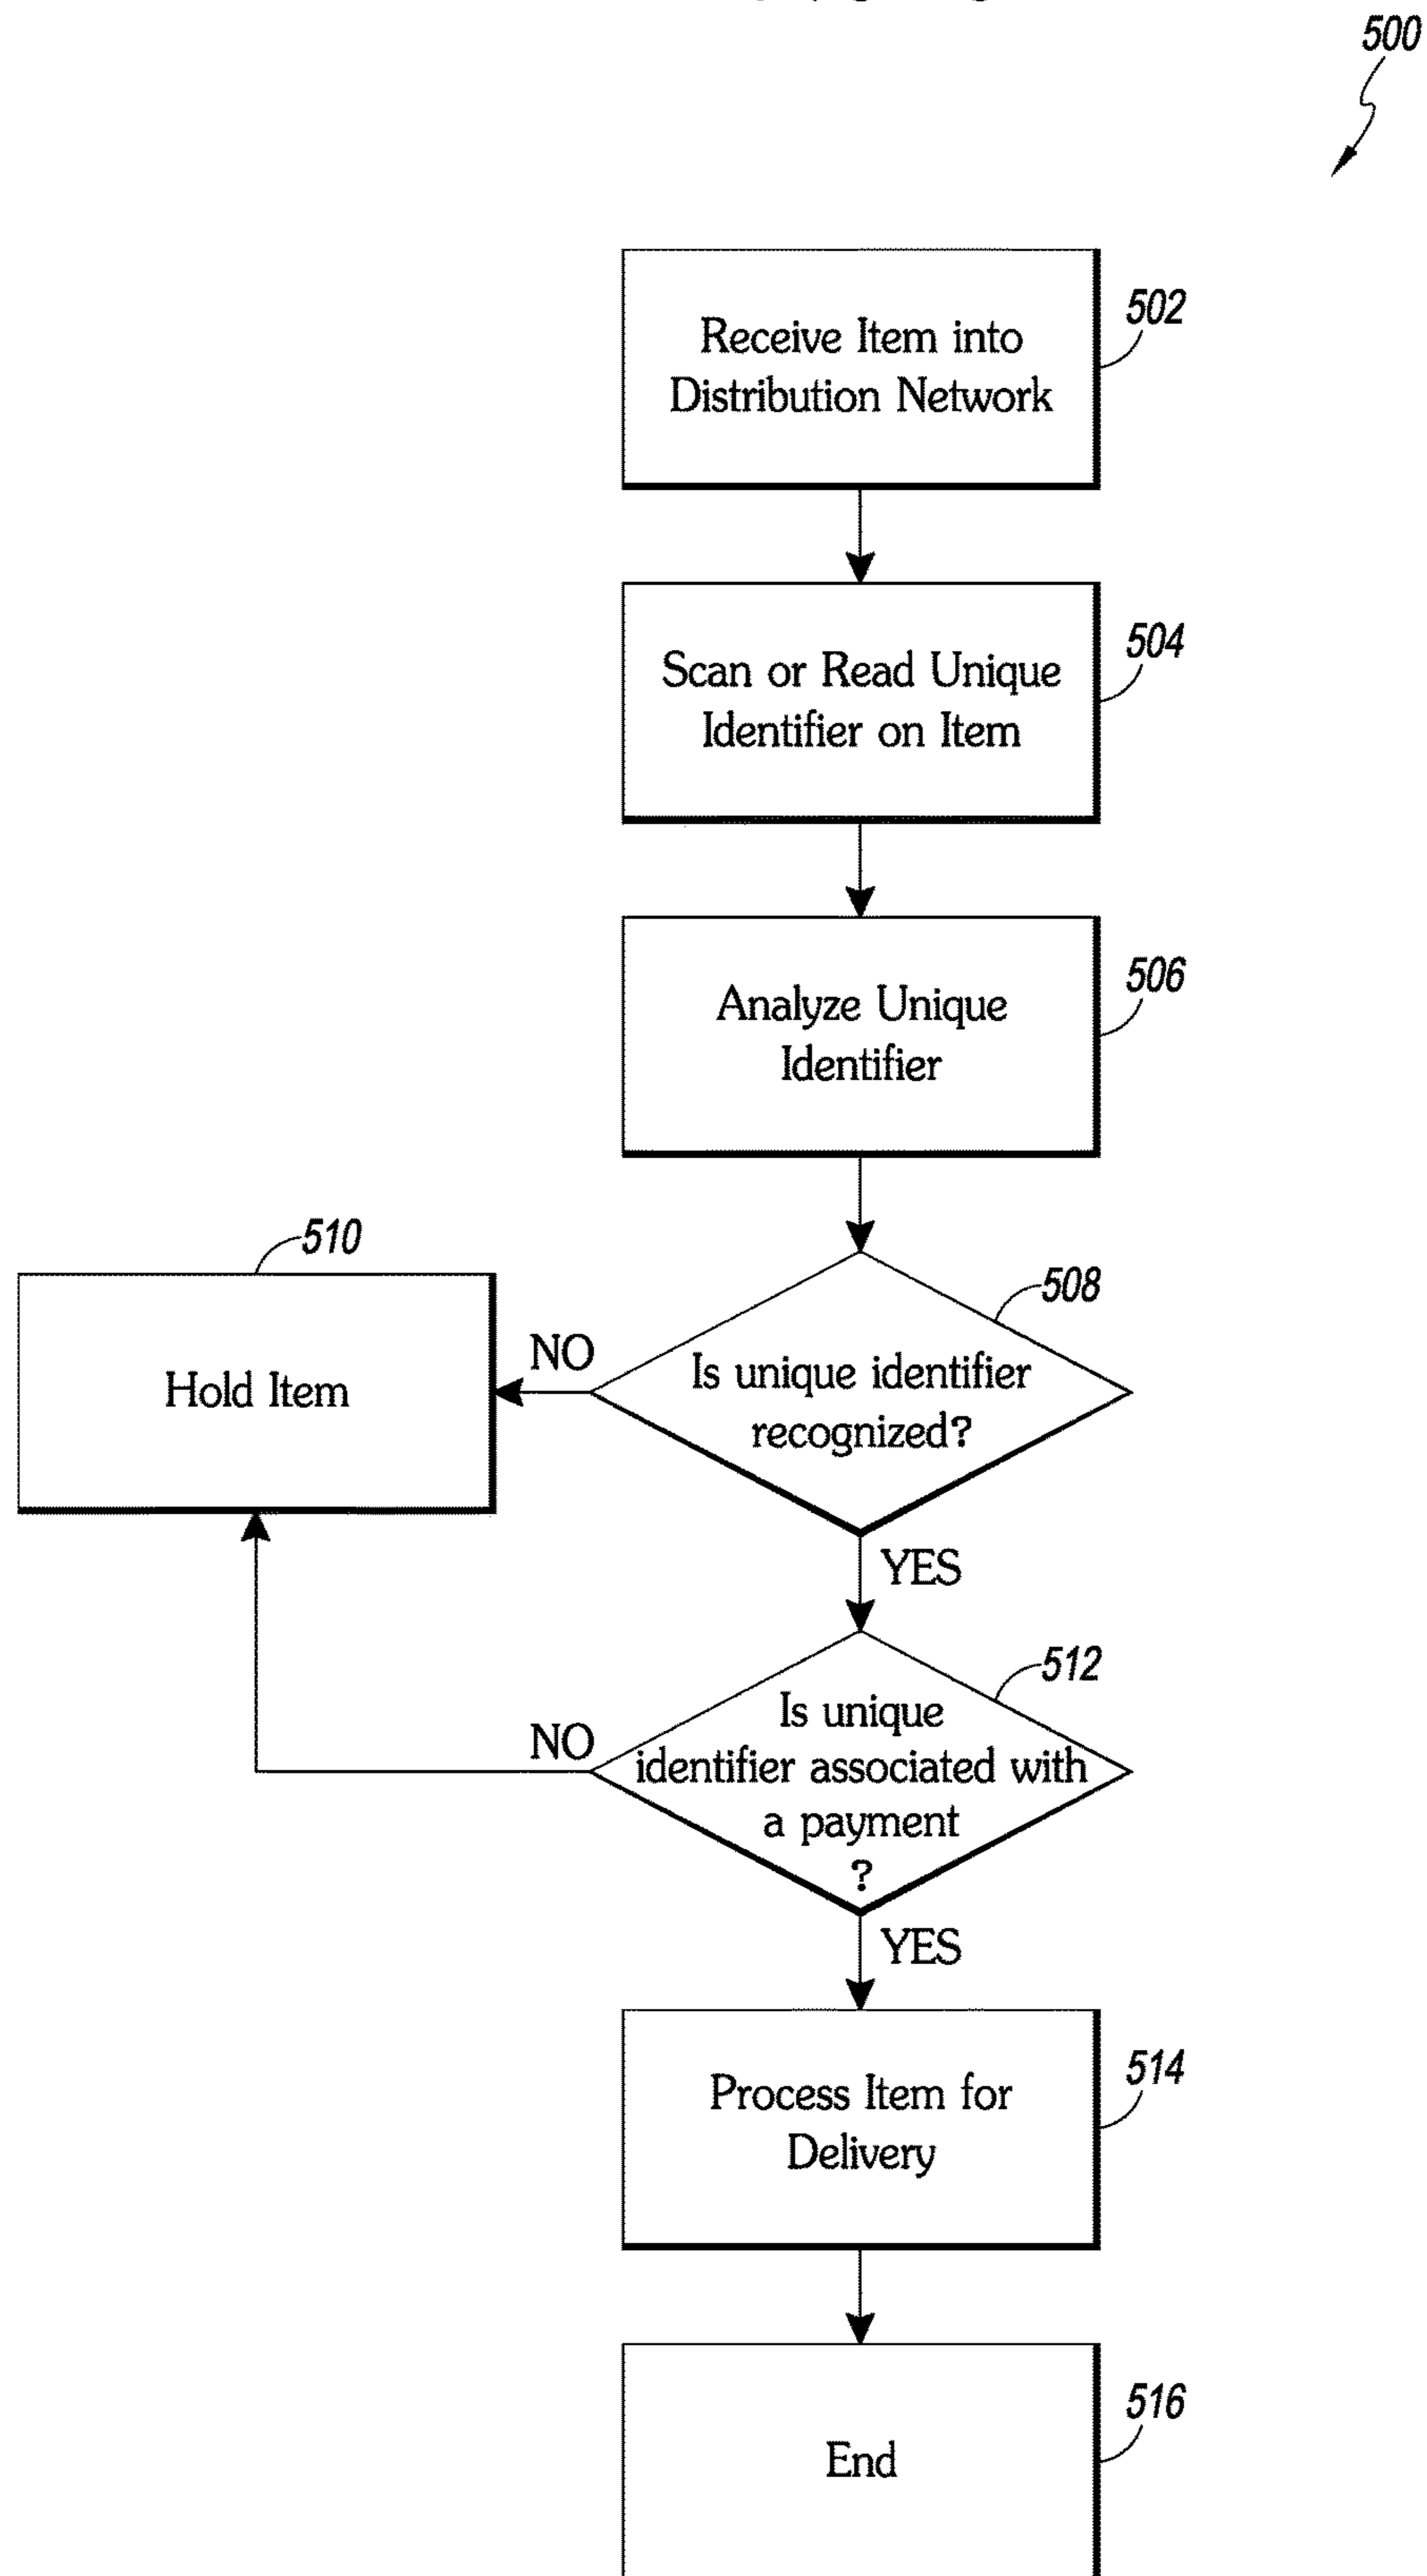 500
Receive Item into
Distribution Network
502
Scan or Read Unique
Identifier on Item
504
Analyze Unique
Identifier
506
510
Hold Item
NO
508
Is unique identifier
recognized?
YES
512
Is unique
identifier associated with
a payment
?
NO
YES
Process Item for
Delivery
514
End
516